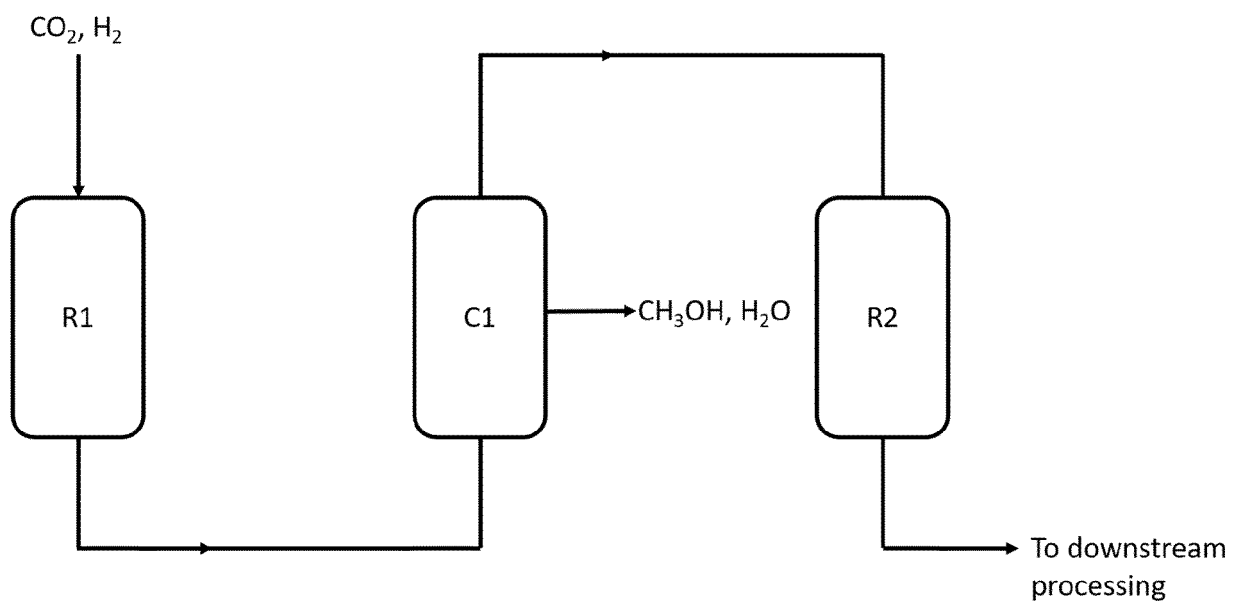 CO₂, H₂
R1
C1
CH₃OH, H₂O
R2
To downstream
processing